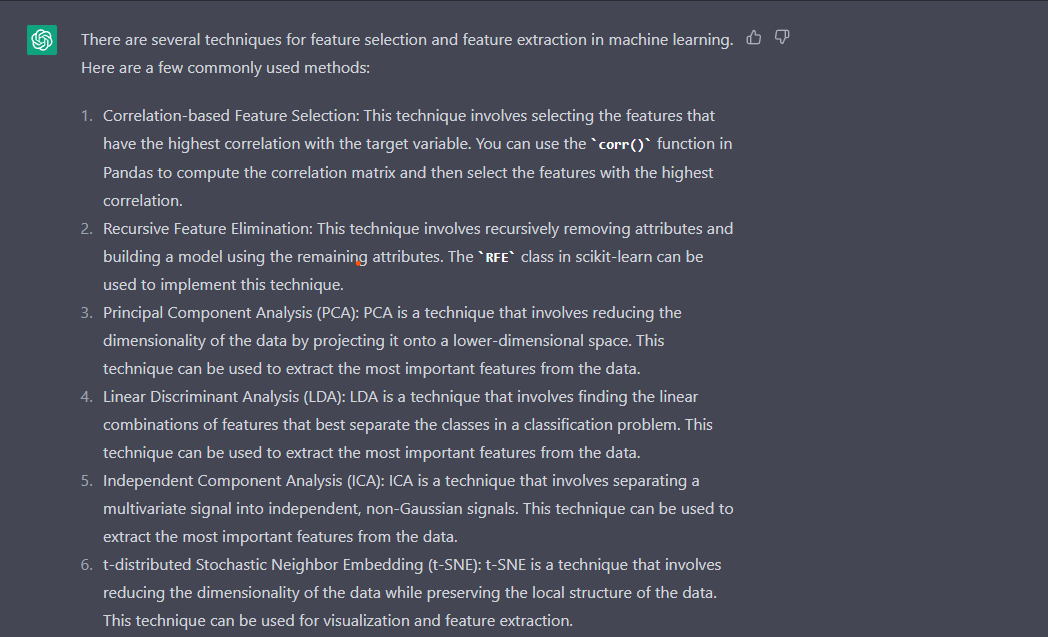 There are several techniques for feature selection and feature extraction in machine learning.
Here are a few commonly used methods:
1. Correlation-based Feature Selection: This technique involves selecting the features that
have the highest correlation with the target variable. You can use the `corr()` function in
Pandas to compute the correlation matrix and then select the features with the highest
correlation.
2. Recursive Feature Elimination: This technique involves recursively removing attributes and
building a model using the remaining attributes. The `RFE` class in scikit-learn can be
used to implement this technique.
3. Principal Component Analysis (PCA): PCA is a technique that involves reducing the
dimensionality of the data by projecting it onto a lower-dimensional space. This
technique can be used to extract the most important features from the data.
4. Linear Discriminant Analysis (LDA): LDA is a technique that involves finding the linear
combinations of features that best separate the classes in a classification problem. This
technique can be used to extract the most important features from the data.
5. Independent Component Analysis (ICA): ICA is a technique that involves separating a
multivariate signal into independent, non-Gaussian signals. This technique can be used to
extract the most important features from the data.
6. t-distributed Stochastic Neighbor Embedding (t-SNE): t-SNE is a technique that involves
reducing the dimensionality of the data while preserving the local structure of the data.
This technique can be used for visualization and feature extraction.